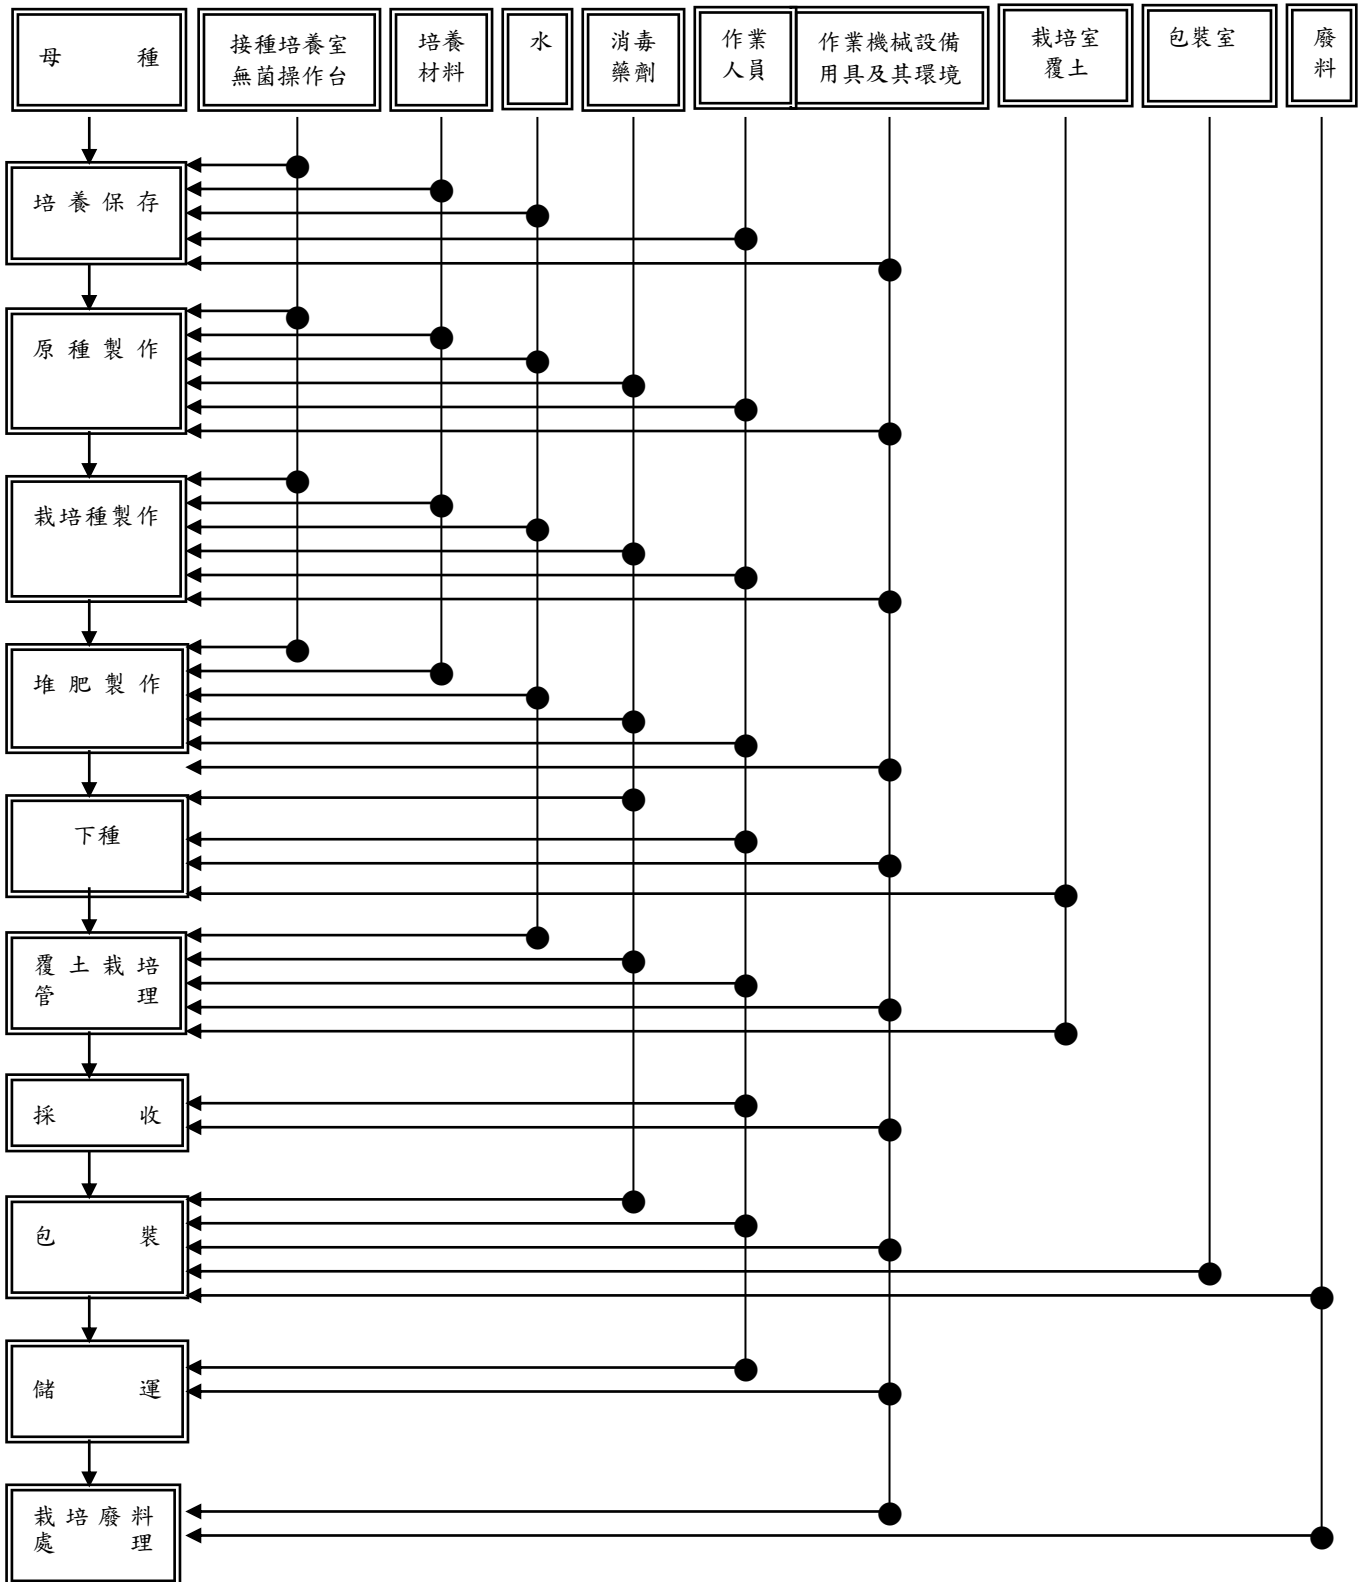 母種
接種培養室
無菌操作台
培養
材料
水
消毒
藥劑
作業
人員
作業機械設備
用具及其環境
栽培室
覆土
包裝室
廢
料
培養保存
原種製作
栽培種製作
堆肥製作
下種
覆土栽培
管理
採收
包裝
儲運
栽培廢料
處理